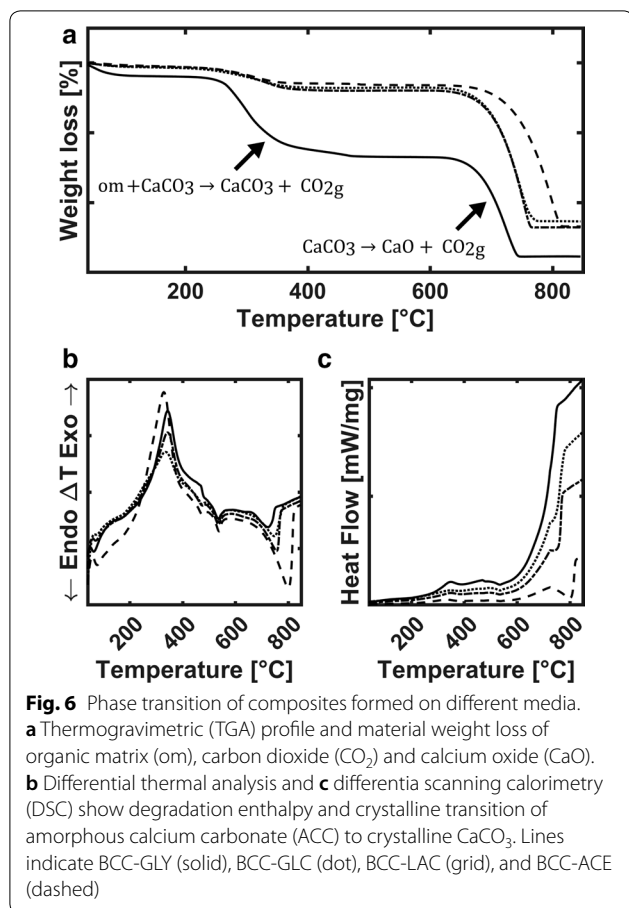 a
Weight loss [%]
om+CaCO3 → CaCO3 + CO2g
CaCO3 → CaO + CO2g
200 400 600 800
Temperature [°C]
b
← Endo ΔT Exo →
200 400 600 800
Temperature [°C]
c
Heat Flow [mW/mg]
200 400 600 800
Temperature [°C]
Fig. 6 Phase transition of composites formed on different media.
a Thermogravimetric (TGA) profile and material weight loss of
organic matrix (om), carbon dioxide (CO₂) and calcium oxide (CaO).
b Differential thermal analysis and c differentia scanning calorimetry
(DSC) show degradation enthalpy and crystalline transition of
amorphous calcium carbonate (ACC) to crystalline CaCO₃. Lines
indicate BCC-GLY (solid), BCC-GLC (dot), BCC-LAC (grid), and BCC-ACE
(dashed)